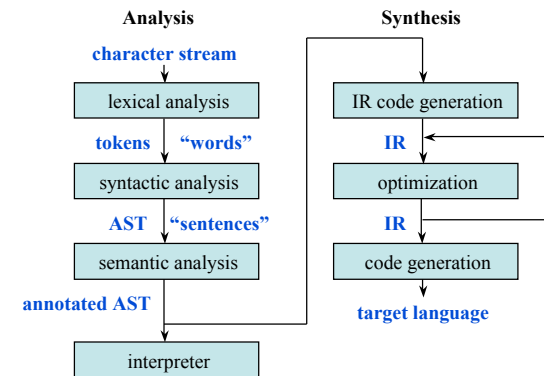 Analysis
character stream
lexical analysis
tokens “words”
syntactic analysis
AST “sentences”
semantic analysis
annotated AST
interpreter
Synthesis
IR code generation
IR
optimization
IR
code generation
target language